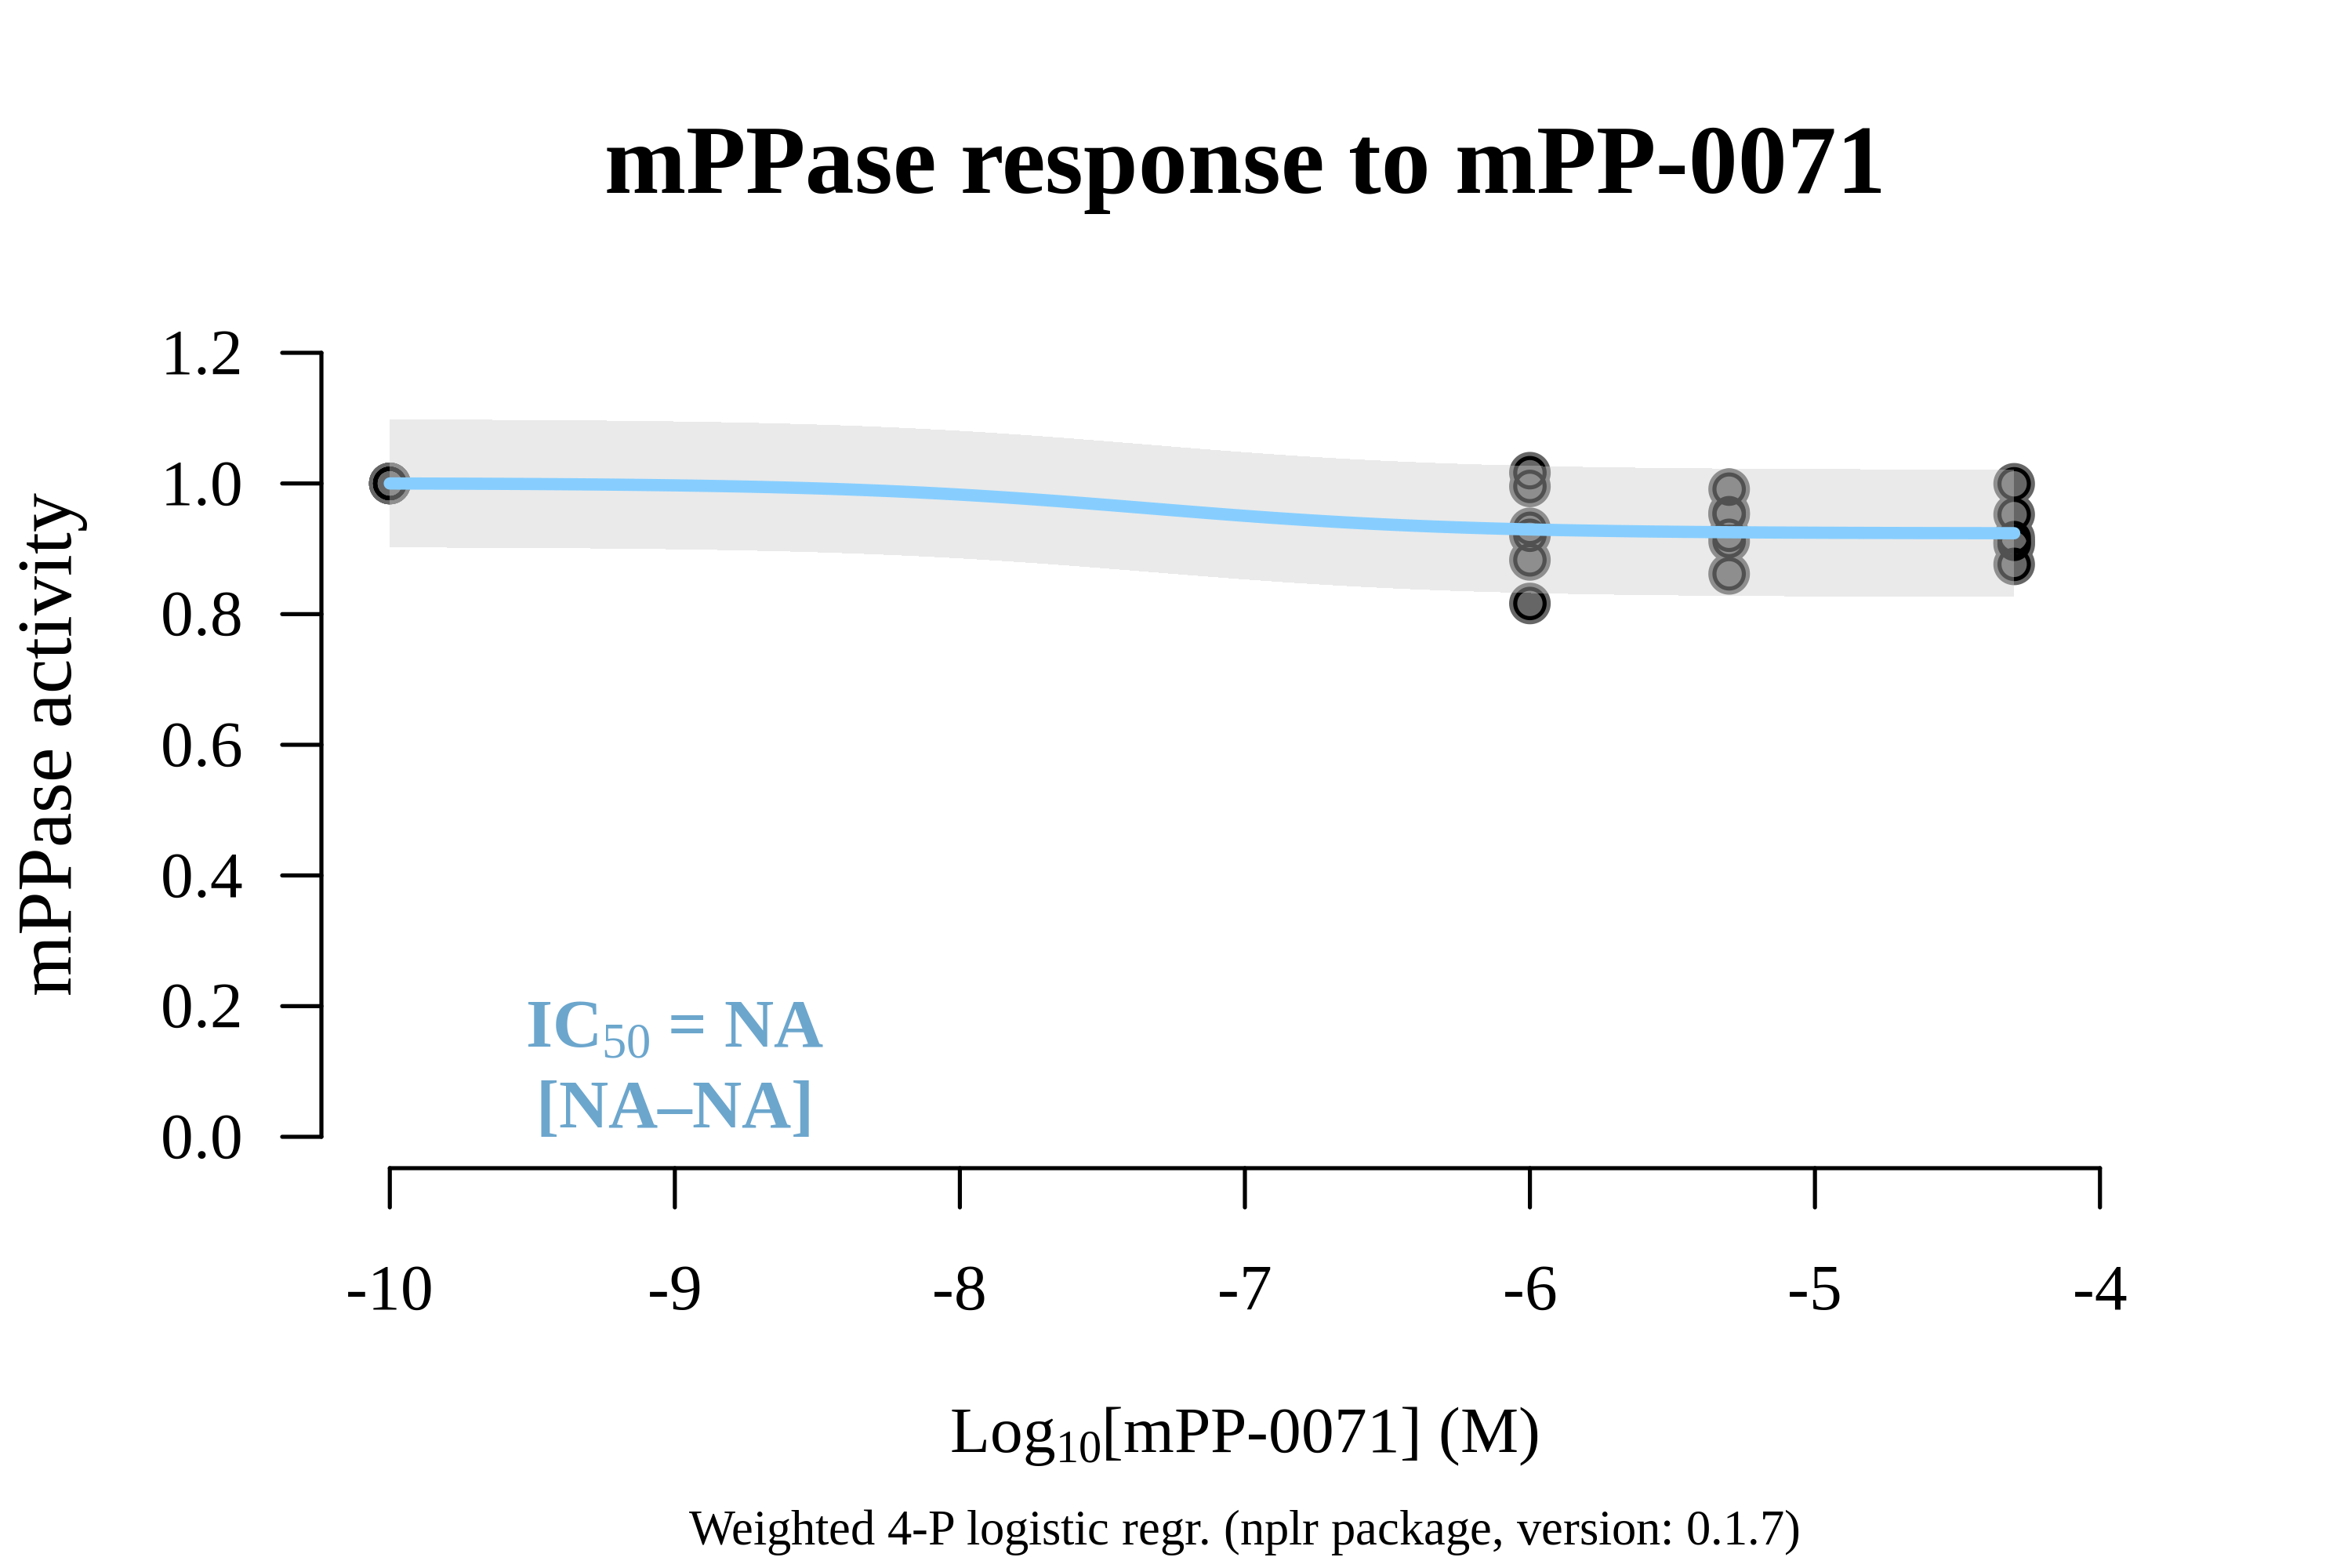 mPPase response to mPP-0071
mPPase activity
1.2
1.0
0.8
0.6
0.4
0.2
0.0
IC50 = NA
[NA–NA]
-10 -9 -8 -7 -6 -5 -4
Log10[mPP-0071] (M)
Weighted 4-P logistic regr. (nplr package, version: 0.1.7)